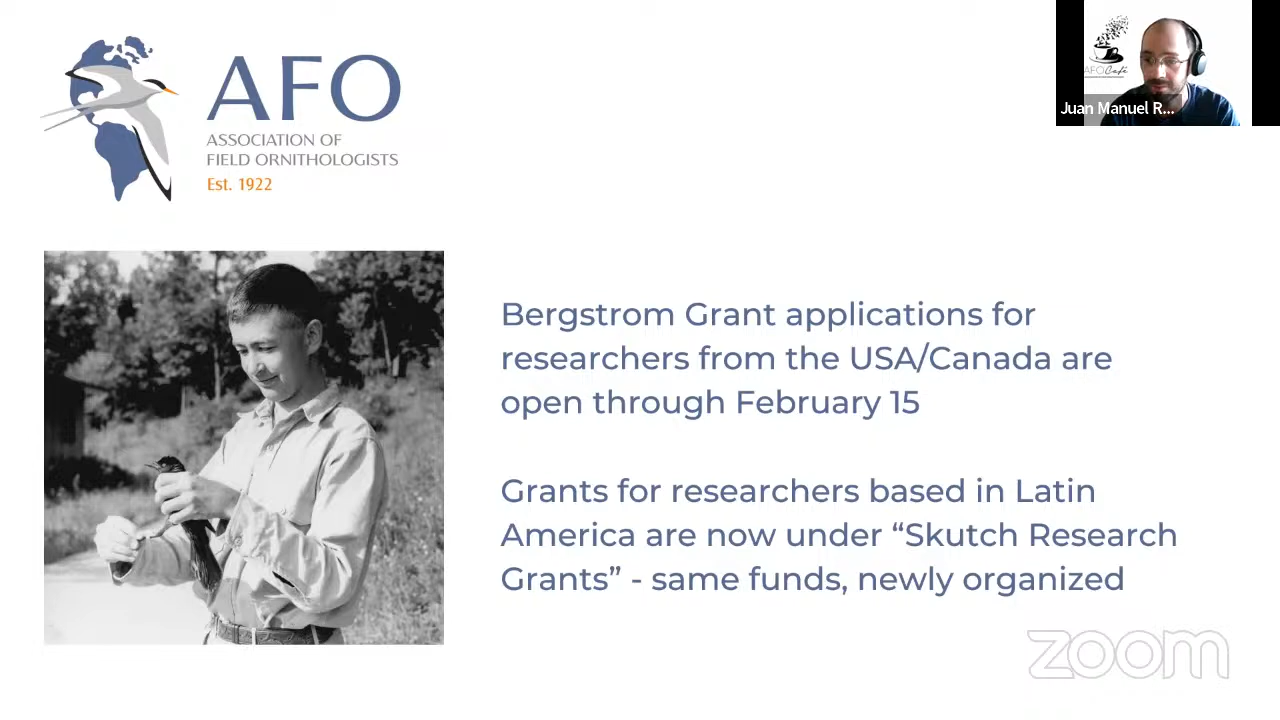 AFO
ASSOCIATION OF
FIELD ORNITHOLOGISTS
Est. 1922
AFO Café
Juan Manuel R...
Bergstrom Grant applications for
researchers from the USA/Canada are
open through February 15
Grants for researchers based in Latin
America are now under “Skutch Research
Grants” - same funds, newly organized
zoom